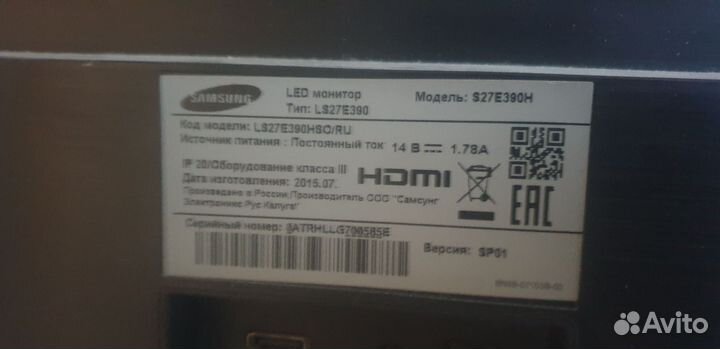 SAMSUNG
LED монитор
Модель: S27E390H
Тип: LS27E390
Код модели: LS27E390HSO/RU
Источник питания: Постоянный ток 14 В 1.78А
IP 20/Оборудование класса III
Дата изготовления: 2015.07.
HDMI
Произведено в России,Производитель ООО "Самсунг
Электроникс Рус Калуга"
EAC
Серийный номер:
Версия: SP01
Avito